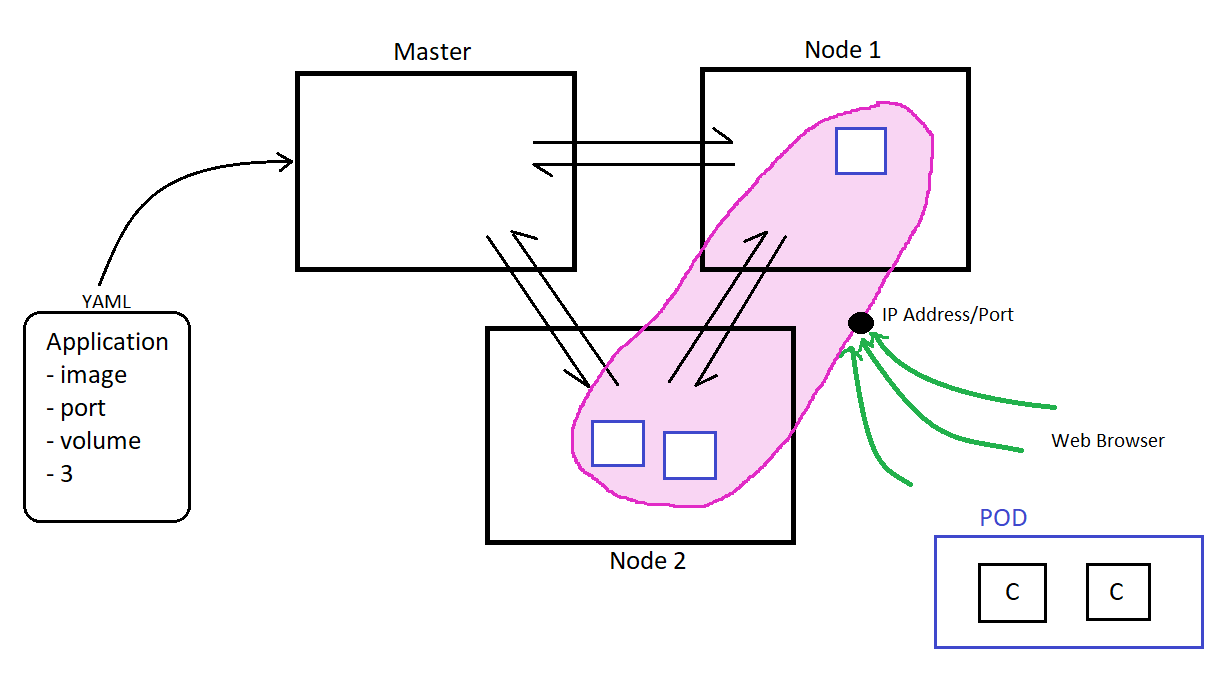 Master
Node 1
YAML
Application
- image
- port
- volume
- 3
IP Address/Port
Web Browser
Node 2
POD
C
C